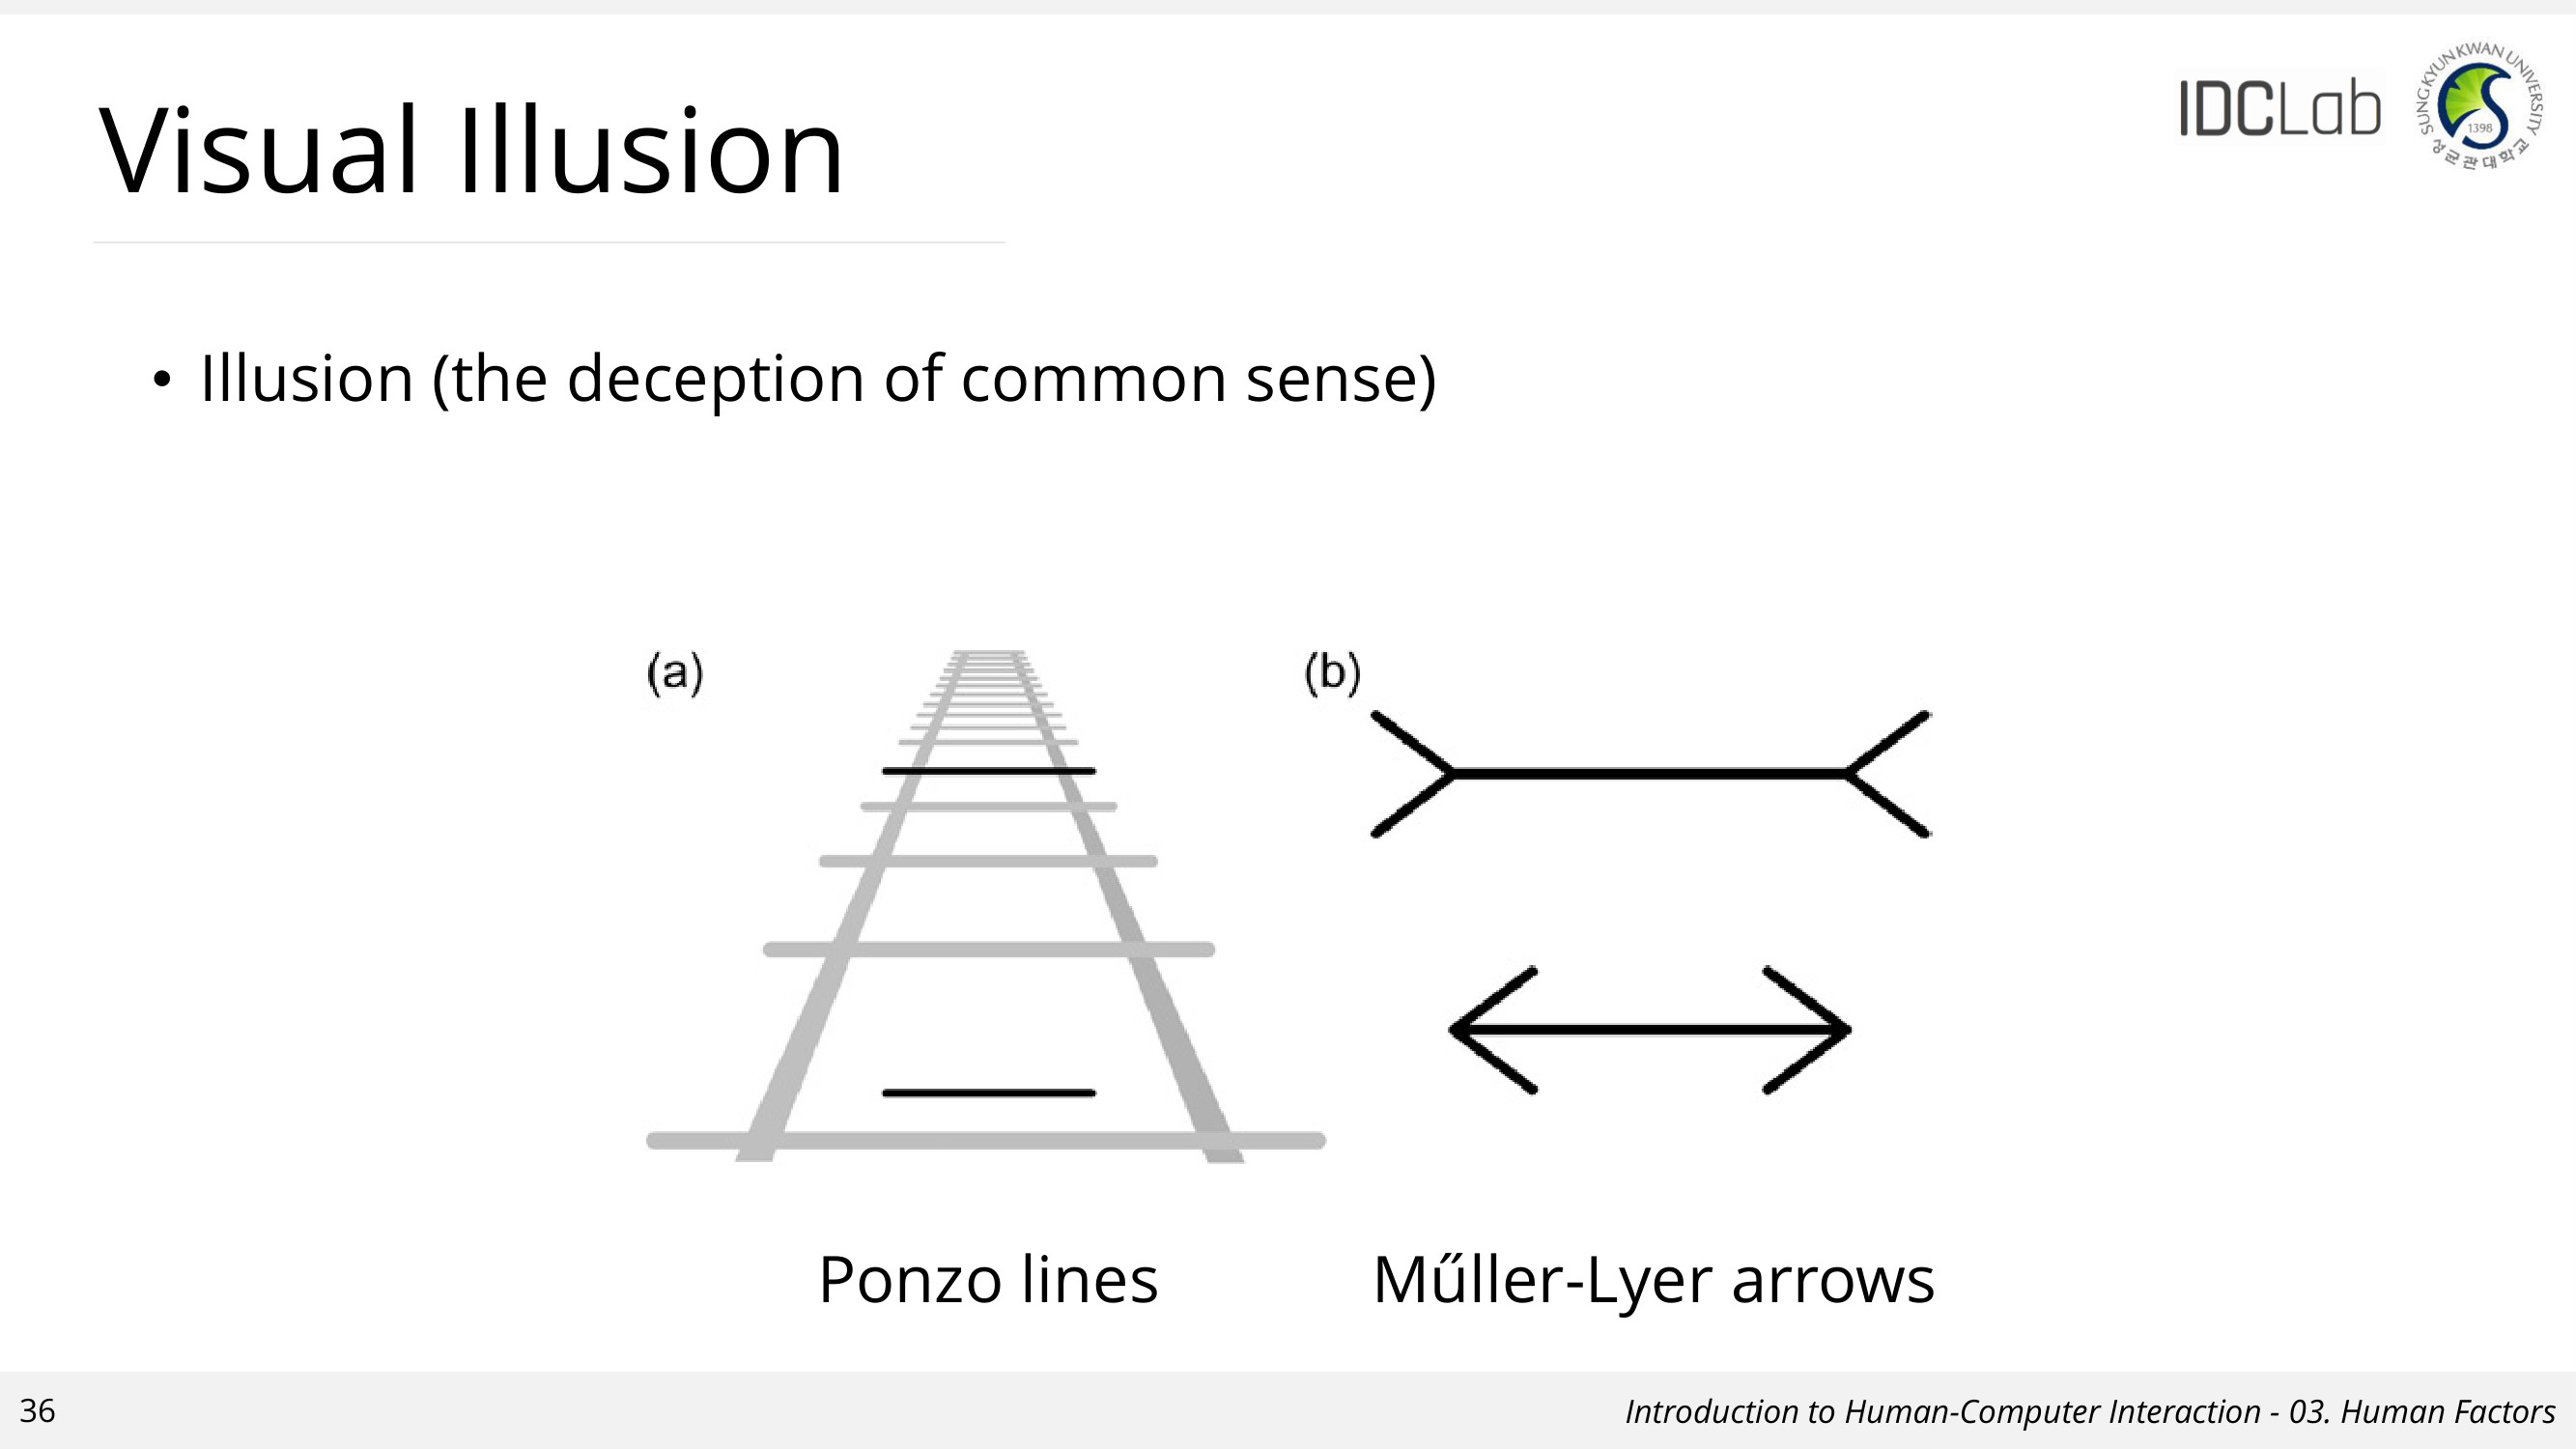 Visual Illusion
IDCLab
SUNGKYUNKWAN UNIVERSITY
1398
성균관대학교
• Illusion (the deception of common sense)
(a)
(b)
Ponzo lines
Műller-Lyer arrows
36
Introduction to Human-Computer Interaction - 03. Human Factors